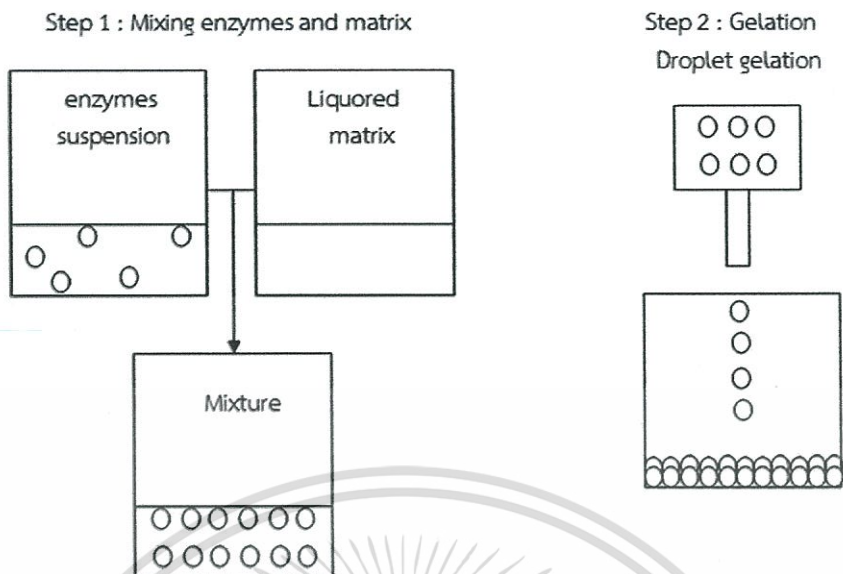 Step 1 : Mixing enzymes and matrix
Step 2 : Gelation
Droplet gelation
enzymes
suspension
Liquored
matrix
Mixture